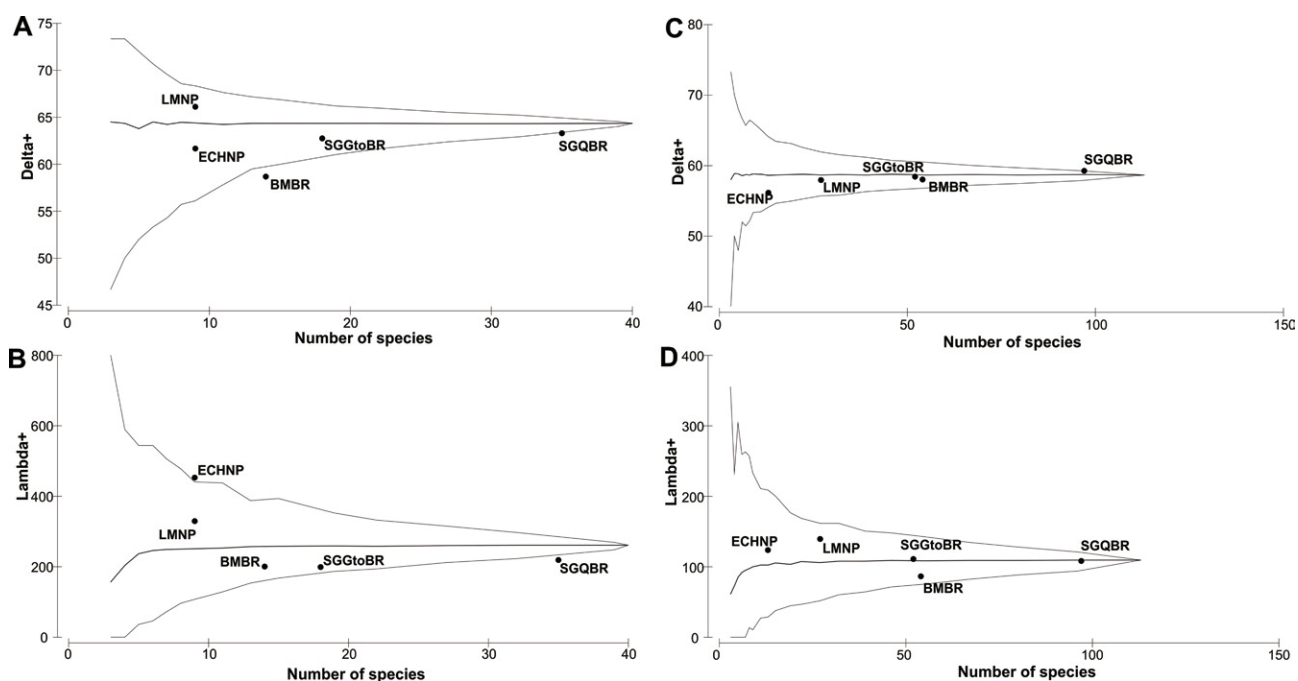 A
75
70
65
60
55
50
45
Delta+
LMNP
ECHNP
BMBR
SGGtoBR
SGQBR
0 10 20 30 40
Number of species
C
80
70
60
50
40
Delta+
ECHNP
LMNP
SGGtoBR
BMBR
SGQBR
0 50 100 150
Number of species
B
800
600
400
200
0
Lambda+
ECHNP
LMNP
BMBR
SGGtoBR
SGQBR
0 10 20 30 40
Number of species
D
400
300
200
100
0
Lambda+
ECHNP
LMNP
SGGtoBR
BMBR
SGQBR
0 50 100 150
Number of species